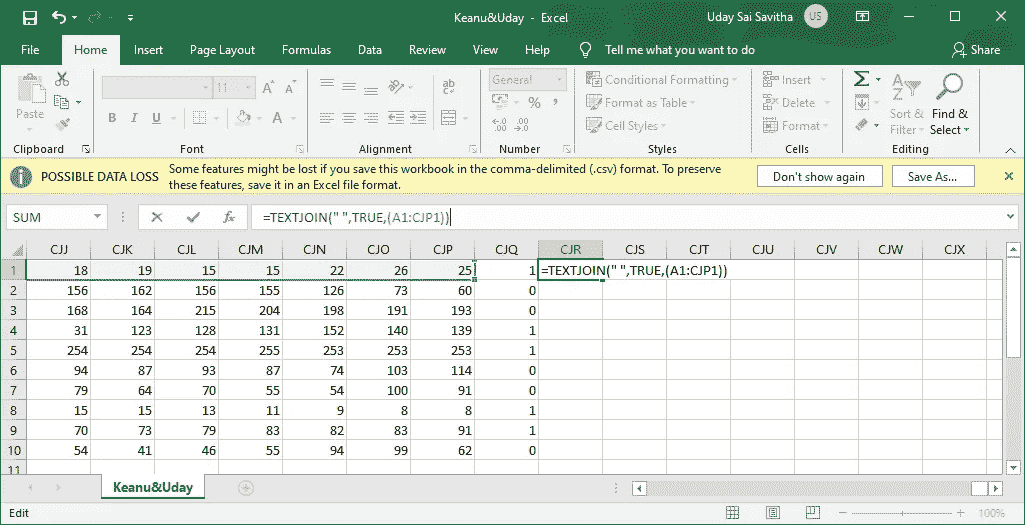 Keanu&Uday - Excel
Uday Sai Savitha US
File Home Insert Page Layout Formulas Data Review View Help Tell me what you want to do Share
Paste
Clipboard
11
A A
B I U A
Font
ab
c
Alignment
General
% ,
.00
Number
Conditional Formatting
Format as Table
Cell Styles
Styles
Insert
Delete
Format
Cells
Σ
Sort & Filter
Find & Select
Editing
POSSIBLE DATA LOSS Some features might be lost if you save this workbook in the comma-delimited (.csv) format. To preserve
these features, save it in an Excel file format.
Don't show again Save As...
SUM fx =TEXTJOIN(" ",TRUE,(A1:CJP1))
CJJ CJK CJL CJM CJN CJO CJP CJQ CJR CJS CJT CJU CJV CJW CJX
1 18 19 15 15 22 26 25 1 =TEXTJOIN(" ",TRUE,(A1:CJP1))
2 156 162 156 155 126 73 60 0
3 168 164 215 204 198 191 193 0
4 31 123 128 131 152 140 139 1
5 254 254 254 255 253 253 253 1
6 94 87 93 87 74 103 114 0
7 79 64 70 55 54 100 91 0
8 15 15 13 11 9 8 8 1
9 70 73 79 83 82 83 91 1
10 54 41 46 55 94 99 62 0
11
Keanu&Uday
Edit 100%